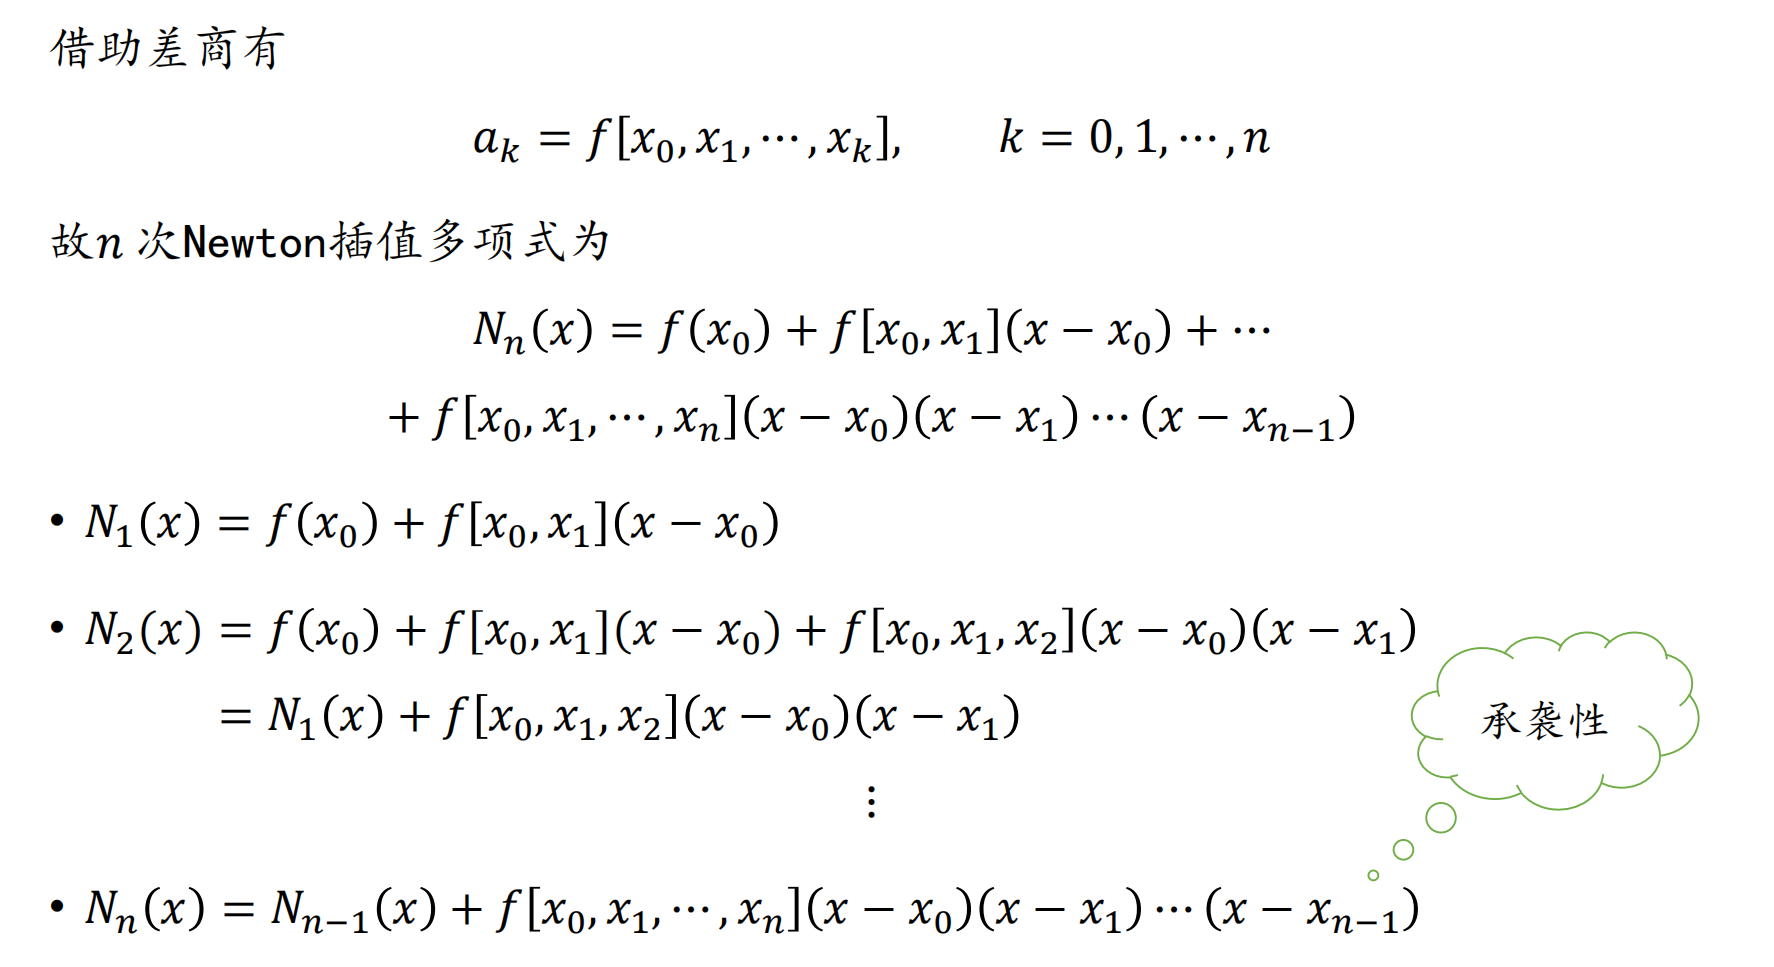 借助差商有
a_k = f[x_0, x_1, ⋯, x_k],    k = 0, 1, ⋯, n
故n 次Newton插值多项式为
N_n(x) = f(x_0) + f[x_0, x_1](x − x_0) + ⋯
+ f[x_0, x_1, ⋯, x_n](x − x_0)(x − x_1) ⋯ (x − x_{n−1})
• N_1(x) = f(x_0) + f[x_0, x_1](x − x_0)
• N_2(x) = f(x_0) + f[x_0, x_1](x − x_0) + f[x_0, x_1, x_2](x − x_0)(x − x_1)
= N_1(x) + f[x_0, x_1, x_2](x − x_0)(x − x_1)
承袭性
⋮
• N_n(x) = N_{n−1}(x) + f[x_0, x_1, ⋯, x_n](x − x_0)(x − x_1) ⋯ (x − x_{n−1})